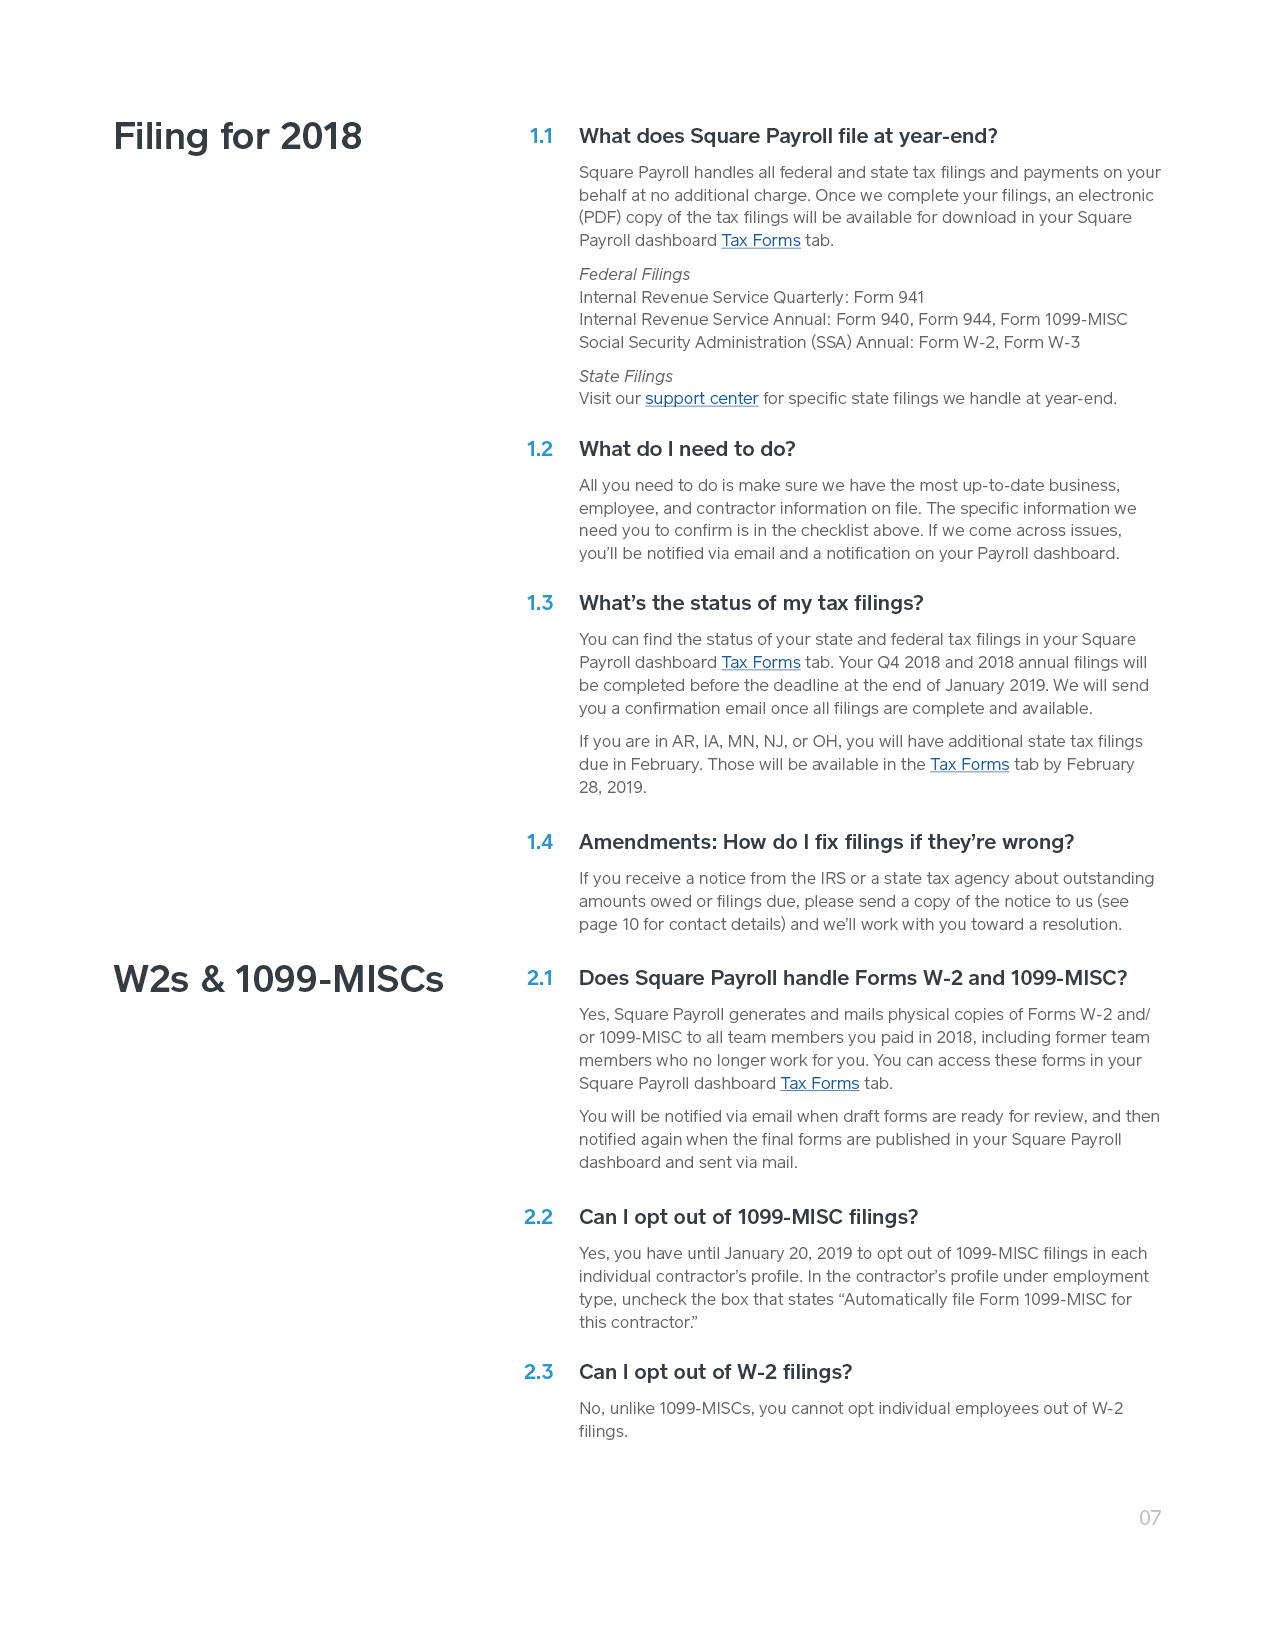 Filing for 2018
1.1 What does Square Payroll file at year-end?
Square Payroll handles all federal and state tax filings and payments on your
behalf at no additional charge. Once we complete your filings, an electronic
(PDF) copy of the tax filings will be available for download in your Square
Payroll dashboard Tax Forms tab.
Federal Filings
Internal Revenue Service Quarterly: Form 941
Internal Revenue Service Annual: Form 940, Form 944, Form 1099-MISC
Social Security Administration (SSA) Annual: Form W-2, Form W-3
State Filings
Visit our support center for specific state filings we handle at year-end.
1.2 What do I need to do?
All you need to do is make sure we have the most up-to-date business,
employee, and contractor information on file. The specific information we
need you to confirm is in the checklist above. If we come across issues,
you’ll be notified via email and a notification on your Payroll dashboard.
1.3 What’s the status of my tax filings?
You can find the status of your state and federal tax filings in your Square
Payroll dashboard Tax Forms tab. Your Q4 2018 and 2018 annual filings will
be completed before the deadline at the end of January 2019. We will send
you a confirmation email once all filings are complete and available.
If you are in AR, IA, MN, NJ, or OH, you will have additional state tax filings
due in February. Those will be available in the Tax Forms tab by February
28, 2019.
1.4 Amendments: How do I fix filings if they’re wrong?
If you receive a notice from the IRS or a state tax agency about outstanding
amounts owed or filings due, please send a copy of the notice to us (see
page 10 for contact details) and we’ll work with you toward a resolution.
W2s & 1099-MISCs
2.1 Does Square Payroll handle Forms W-2 and 1099-MISC?
Yes, Square Payroll generates and mails physical copies of Forms W-2 and/
or 1099-MISC to all team members you paid in 2018, including former team
members who no longer work for you. You can access these forms in your
Square Payroll dashboard Tax Forms tab.
You will be notified via email when draft forms are ready for review, and then
notified again when the final forms are published in your Square Payroll
dashboard and sent via mail.
2.2 Can I opt out of 1099-MISC filings?
Yes, you have until January 20, 2019 to opt out of 1099-MISC filings in each
individual contractor’s profile. In the contractor’s profile under employment
type, uncheck the box that states “Automatically file Form 1099-MISC for
this contractor.”
2.3 Can I opt out of W-2 filings?
No, unlike 1099-MISCs, you cannot opt individual employees out of W-2
filings.
07